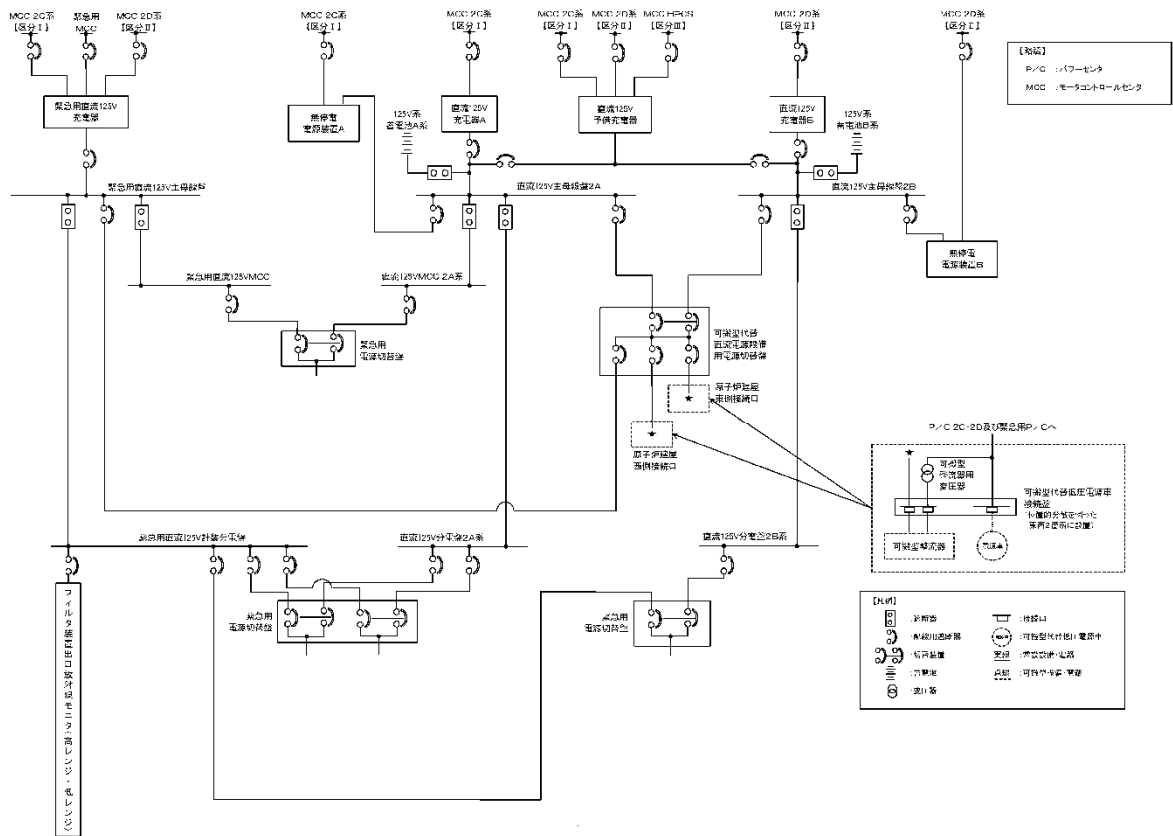 MCC 2C系
【区分Ⅰ】
緊急用
MCC
MCC 2D系
【区分Ⅱ】
MCC 2C系
【区分Ⅰ】
MCC 2C系
【区分Ⅰ】
MCC 2C系
【区分Ⅰ】
MCC 2D系
【区分Ⅱ】
MCC HPCS
【区分Ⅲ】
MCC 2D系
【区分Ⅱ】
MCC 2D系
P/C :パワーセンタ
MCC :モータコントロールセンタ
緊急用直流125V
充電器
無停電
電源装置A
125V系
蓄電池A系
直流125V
充電器A
直流125V
予備充電器
直流125V
充電器B
125V系
蓄電池B系
緊急用直流125V主母線盤
直流125V主母線盤2A
直流125V主母線盤2B
無停電
電源装置B
緊急用直流125VMCC
直流125VMCC 2A系
緊急用
電源切替盤
可搬型代替
直流電源設備
用電源切替盤
原子炉建屋
東側接続口
原子炉建屋
西側接続口
P/C 2C・2D及び緊急用P/Cへ
可搬型
整流器用
変圧器
可搬型代替低圧電源車
接続盤
可搬型整流器
電源車
緊急用直流125V計装分電盤
直流125V分電盤2A系
直流125V分電盤2B系
緊急用
電源切替盤
緊急用
電源切替盤
フィルタ装置出口放射線モニタ(高レンジ・低レンジ)
【凡例】
:遮断器
:配線用遮断器
:切替装置
:蓄電池
:変圧器
:接続口
:可搬型代替低圧電源車
実線 :常設設備・電路
点線 :可搬型設備・電路